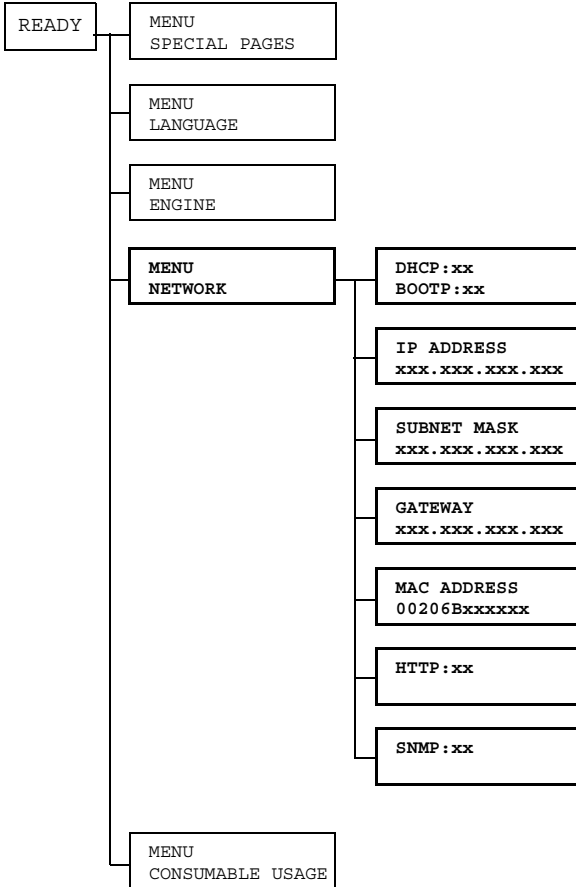 READY
MENU
SPECIAL PAGES
MENU
LANGUAGE
MENU
ENGINE
MENU
NETWORK
DHCP:xx
BOOTP:xx
IP ADDRESS
xxx.xxx.xxx.xxx
SUBNET MASK
xxx.xxx.xxx.xxx
GATEWAY
xxx.xxx.xxx.xxx
MAC ADDRESS
00206Bxxxxxx
HTTP:xx
SNMP:xx
MENU
CONSUMABLE USAGE